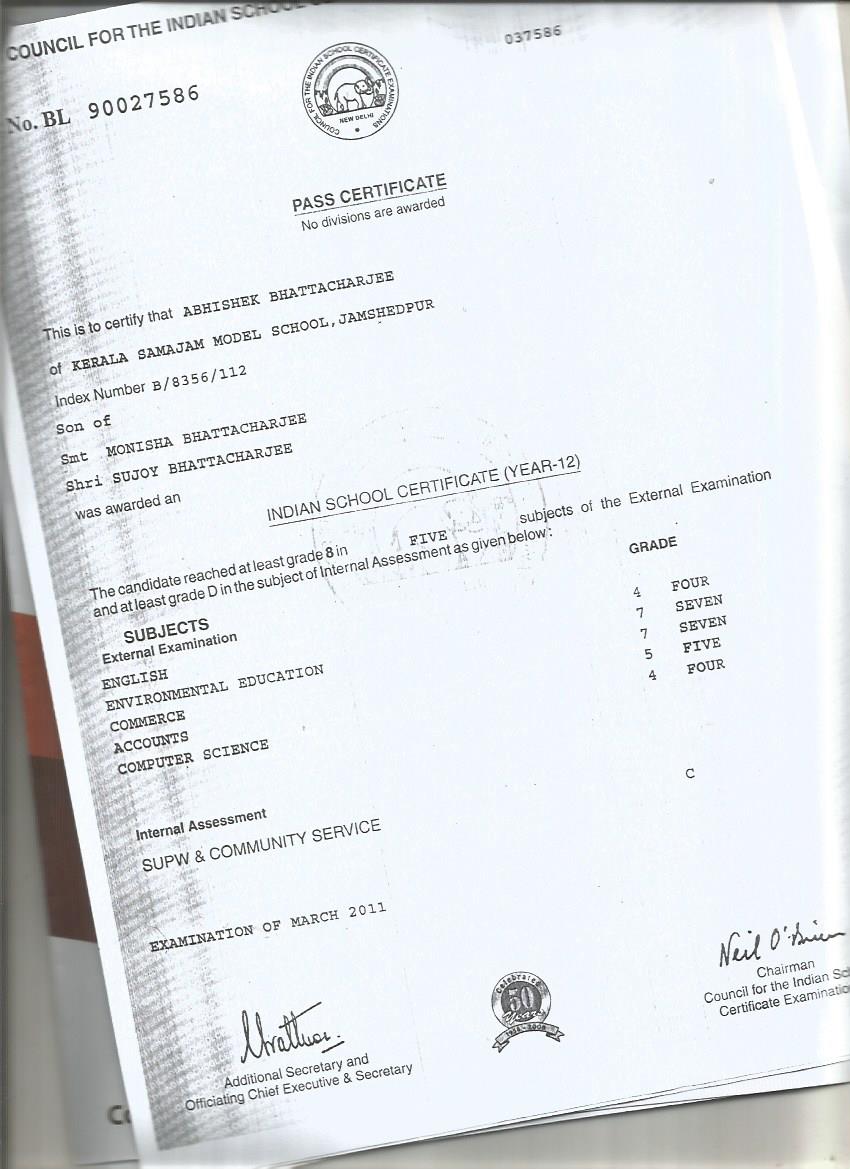 COUNCIL FOR THE INDIAN SCHOOL
037586
No. BL 90027586
COUNCIL FOR THE INDIAN SCHOOL CERTIFICATE EXAMINATIONS
NEW DELHI
PASS CERTIFICATE
No divisions are awarded
This is to certify that ABHISHEK BHATTACHARJEE
of KERALA SAMAJAM MODEL SCHOOL,JAMSHEDPUR
Index Number B/8356/112
Son of
Smt MONISHA BHATTACHARJEE
Shri SUJOY BHATTACHARJEE
was awarded an
INDIAN SCHOOL CERTIFICATE (YEAR-12)
The candidate reached at least grade 8 in FIVE subjects of the External Examination
and at least grade D in the subject of Internal Assessment as given below:
SUBJECTS GRADE
External Examination
ENGLISH 4 FOUR
ENVIRONMENTAL EDUCATION 7 SEVEN
COMMERCE 7 SEVEN
ACCOUNTS 5 FIVE
COMPUTER SCIENCE 4 FOUR
Internal Assessment
SUPW & COMMUNITY SERVICE C
EXAMINATION OF MARCH 2011
Neil O'Brien
Chairman
Council for the Indian Sc
Certificate Examinatio
Celebrated
50
Years
Additional Secretary and
Officiating Chief Executive & Secretary